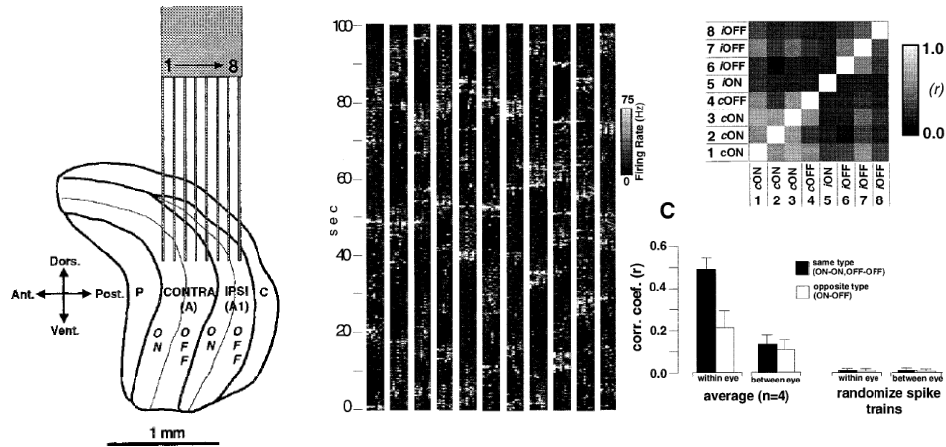 1 → 8
Dors.
Ant.
Post.
Vent.
P
CONTRA (A)
IPSI (A1)
C
ON
OFF
ON
OFF
1 mm
100
80
60
40
20
0
sec
75
0
Firing Rate (Hz)
8 iOFF
7 iOFF
6 iOFF
5 iON
4 cOFF
3 cON
2 cON
1 cON
cON cON cON cOFF iON iOFF iOFF iOFF
1 2 3 4 5 6 7 8
1.0
(r)
0.0
C
corr. coef. (r)
0.6
0.4
0.2
0.0
same type
(ON-ON,OFF-OFF)
opposite type
(ON-OFF)
within eye between eye within eye between eye
average (n=4)
randomize spike
trains